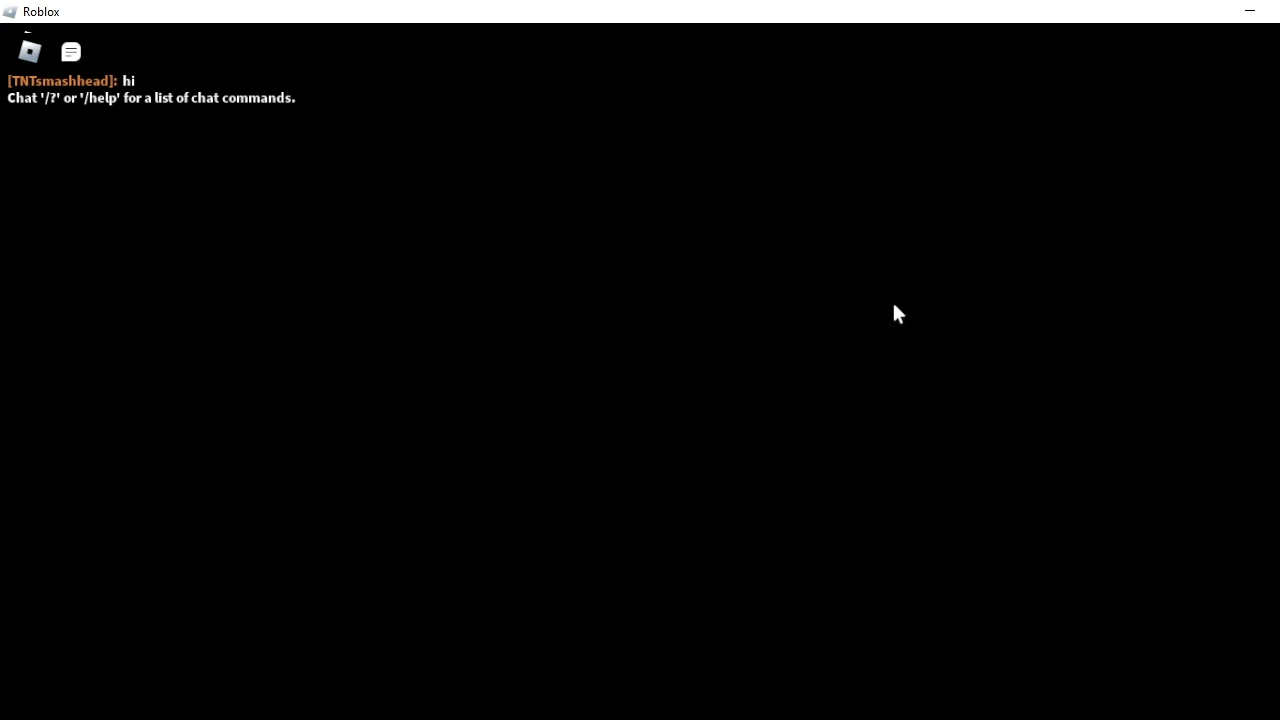 Roblox
[TNTsmashhead]: hi
Chat '/?' or '/help' for a list of chat commands.